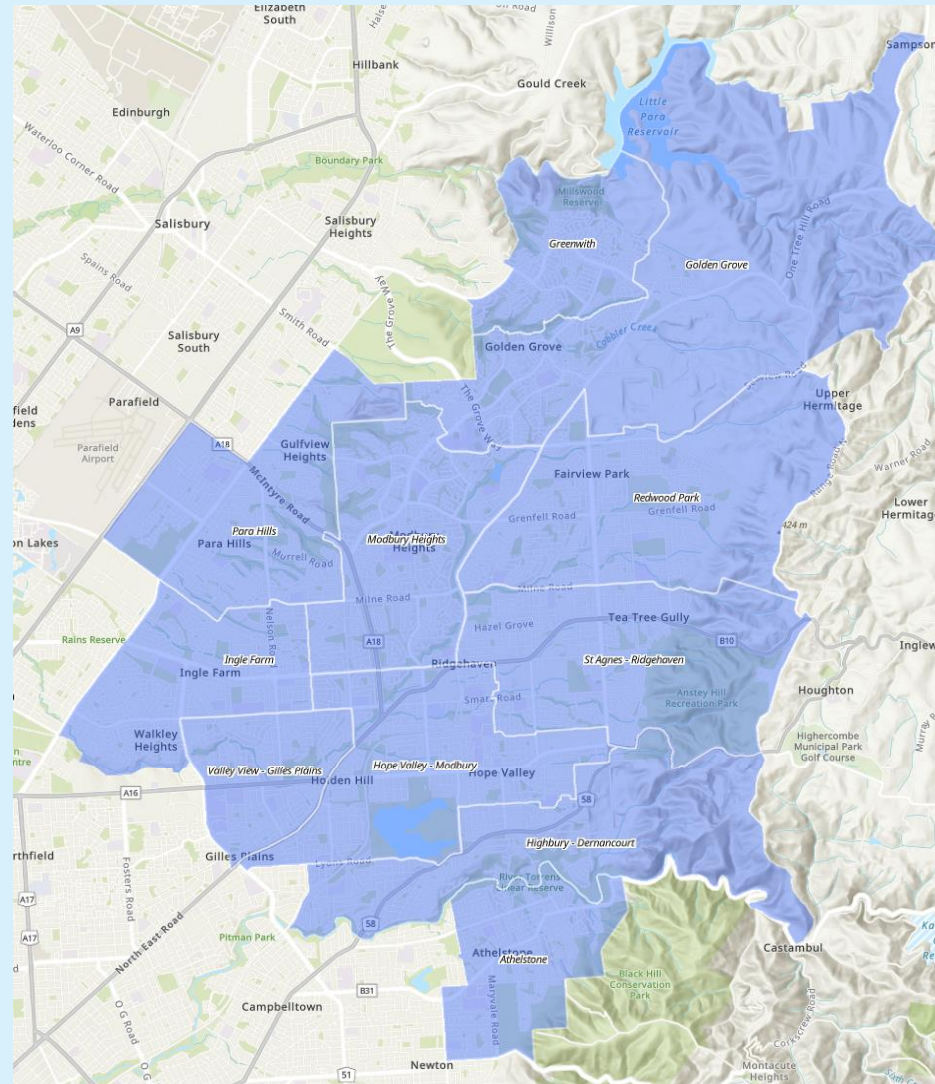 Elizabeth
South
Hillbank
Gould Creek
Willison
Sampson
Edinburgh
Little
Para
Reservoir
Waterloo Corner Road
Boundary Park
Millswood
Reserve
Salisbury
Salisbury
Heights
Greenwith
One Tree Hill Road
Golden Grove
Spains Road
The Grove Way
Smith Road
A9
Salisbury
South
Golden Grove
Cobbler Creek
Parafield
The Grove Way
Upper
Hermitage
field
dens
A18
Parafield
Airport
Gulfview
Heights
McIntyre Road
Fairview Park
Redwood Park
Range Road N
Warner Road
Grenfell Road
Grenfell Road
Lower
Hermitage
424 m
Para Hills
Para Hills
Modbury Heights
Heights
on Lakes
Murrell Road
Milne Road
Milne Road
Nelson Road
Hazel Grove
Tea Tree Gully
Rains Reserve
A18
B10
Ingle Farm
Ingle Farm
Ridgehaven
St Agnes - Ridgehaven
Houghton
Smart Road
Anstey Hill
Recreation Park
Walkley
Heights
Highercombe
Municipal Park
Golf Course
Valley View - Gilles Plains
Hope Valley - Modbury
Holden Hill
Hope Valley
A16
58
Highbury - Dernancourt
rthfield
Gilles Plains
Lyons Road
Fosters Road
River Torrens
Linear Reserve
A17
A17
58
North East Road
Pitman Park
Athelstone
Athelstone
Castambul
Black Hill
Conservation
Park
B31
Campbelltown
Maryvale Road
O G Road
O G
Corkscrew Road
Newton
51
Montacute
Heights